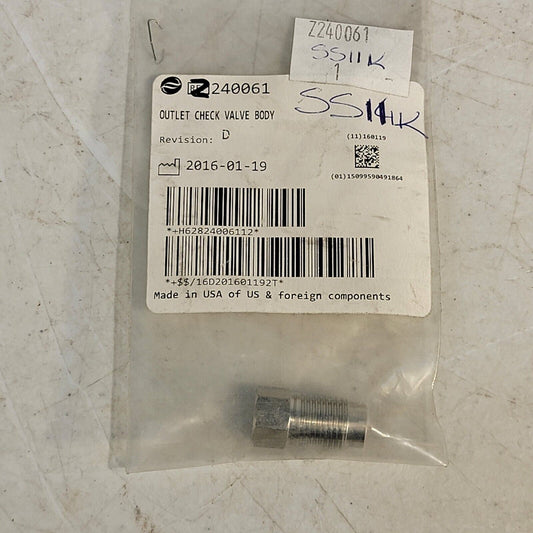 Z240061
SS11K
1
Z240061
OUTLET CHECK VALVE BODY
SS11K
Revision: D
(11)160119
2016-01-19
(01)15099590491864
*+H62824006112*
*+$$/16D201601192T*
Made in USA of US & foreign components